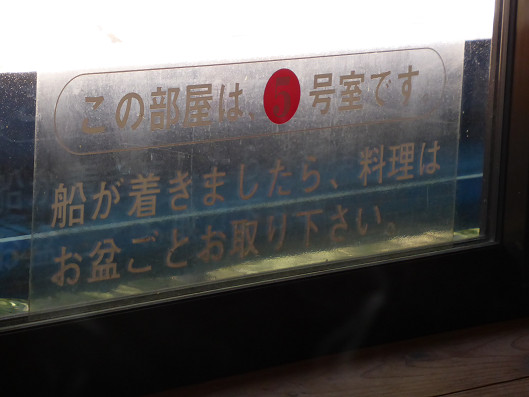 この部屋は 5 号室です
船が着きましたら、料理は
お盆ごとお取り下さい。